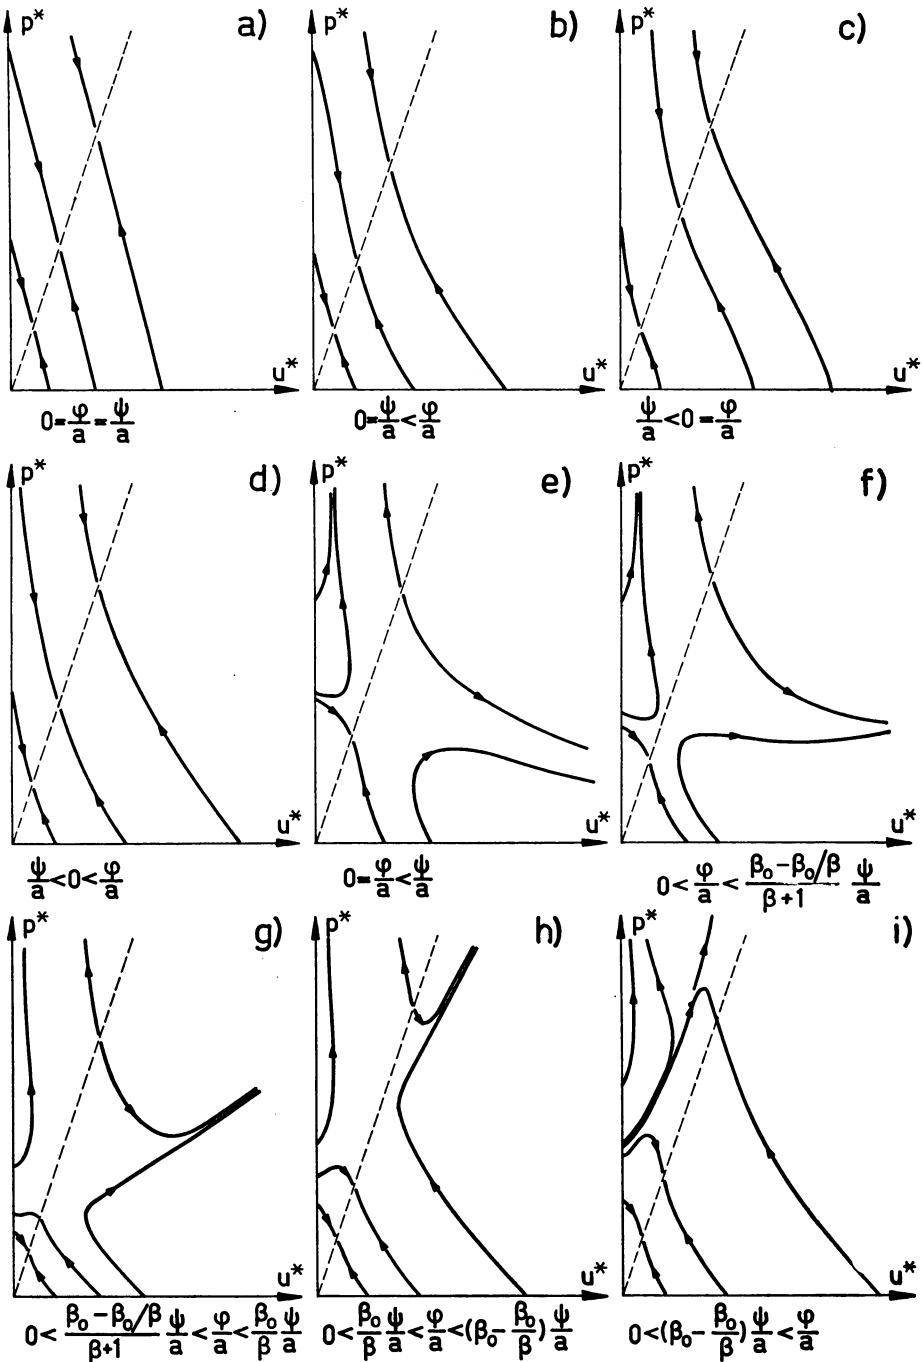 p* a)
u*
0=φ/a=ψ/a
p* b)
u*
0=ψ/a<φ/a
p* c)
u*
ψ/a<0=φ/a
p* d)
u*
ψ/a<0<φ/a
p* e)
u*
0=φ/a<ψ/a
p* f)
u*
0<φ/a<(β₀-β₀/β)/(β+1) ψ/a
p* g)
u*
0<(β₀-β₀/β)/(β+1) ψ/a<φ/a<β₀/β ψ/a
p* h)
u*
0<β₀/β ψ/a<φ/a<(β₀-β₀/β) ψ/a
p* i)
u*
0<(β₀-β₀/β) ψ/a<φ/a